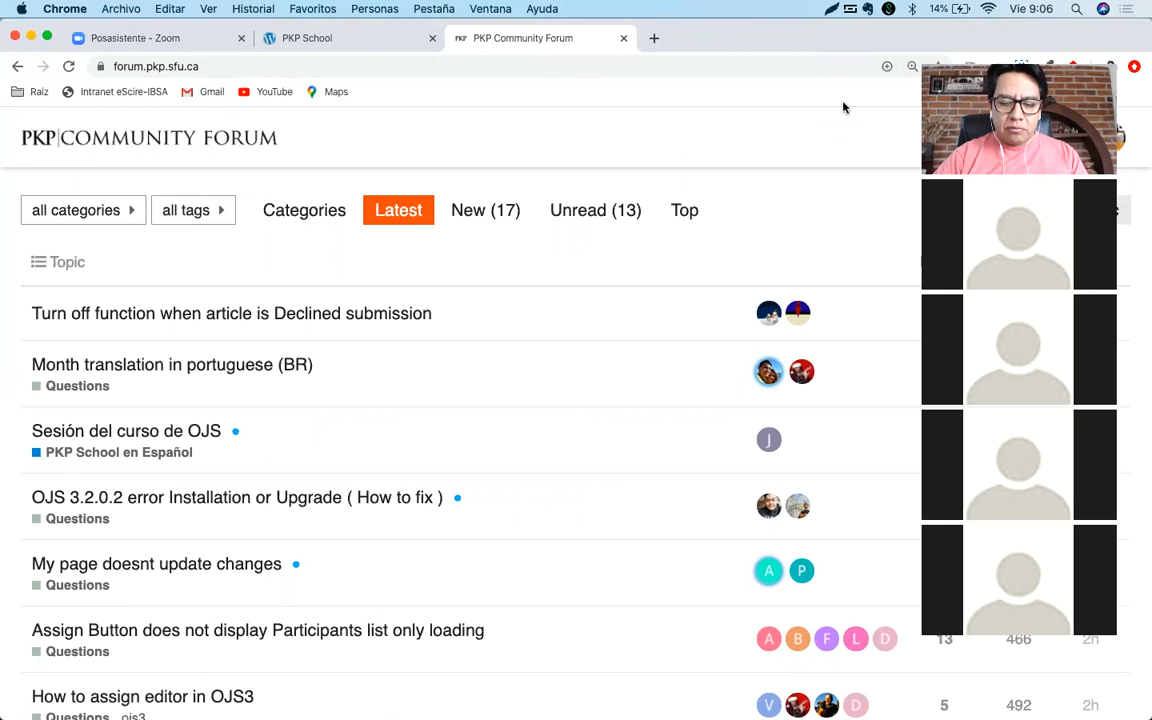 Chrome Archivo Editar Ver Historial Favoritos Personas Pestaña Ventana Ayuda 14% Vie 9:06
Posasistente - Zoom PKP School PKP PKP Community Forum
forum.pkp.sfu.ca
Raíz Intranet eScire-IBSA Gmail YouTube Maps
PKP|COMMUNITY FORUM
all categories all tags Categories Latest New (17) Unread (13) Top
Topic
Turn off function when article is Declined submission
Month translation in portuguese (BR)
Questions
Sesión del curso de OJS
J
PKP School en Español
OJS 3.2.0.2 error Installation or Upgrade ( How to fix )
Questions
My page doesnt update changes
A P
Questions
Assign Button does not display Participants list only loading
A B F L D 13 466 2h
Questions
How to assign editor in OJS3
V D 5 492 2h
Questions ojs3